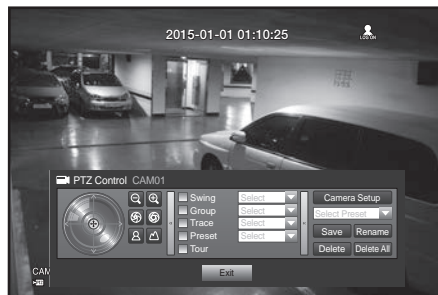 2015-01-01 01:10:25
LOG ON
PTZ Control CAM01
Swing Select
Group Select
Trace Select
Preset Select
Tour
Camera Setup
Select Preset
Save Rename
Delete Delete All
Exit
CAM